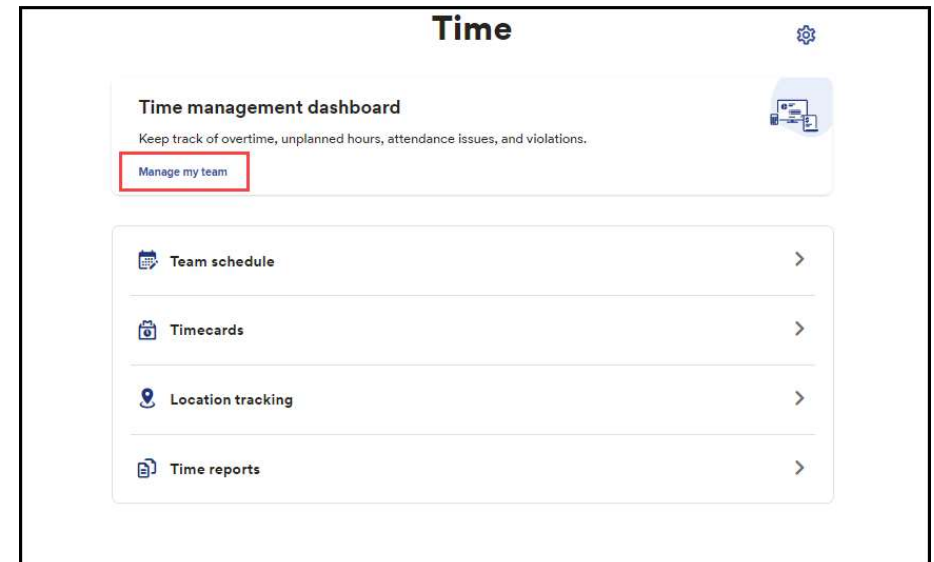 Time
Time management dashboard
Keep track of overtime, unplanned hours, attendance issues, and violations.
Manage my team
Team schedule
Timecards
Location tracking
Time reports